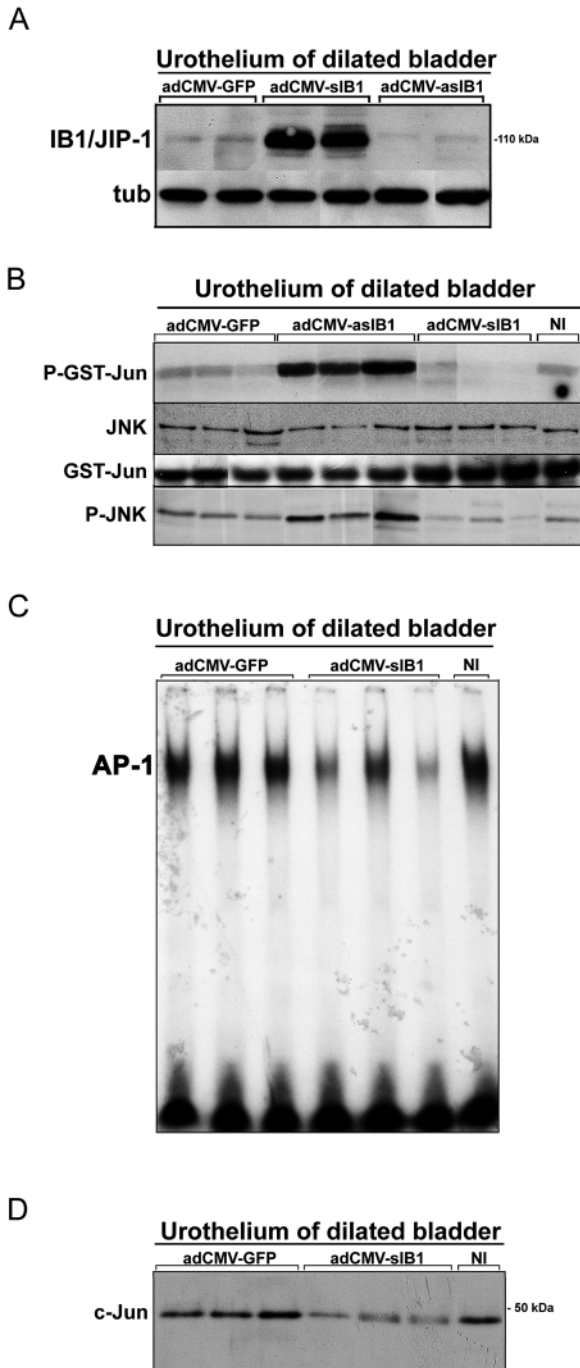 A
Urothelium of dilated bladder
adCMV-GFP adCMV-sIB1 adCMV-asIB1
IB1/JIP-1 -110 kDa
tub
B
Urothelium of dilated bladder
adCMV-GFP adCMV-asIB1 adCMV-sIB1 NI
P-GST-Jun
JNK
GST-Jun
P-JNK
C
Urothelium of dilated bladder
adCMV-GFP adCMV-sIB1 NI
AP-1
D
Urothelium of dilated bladder
adCMV-GFP adCMV-sIB1 NI
c-Jun - 50 kDa